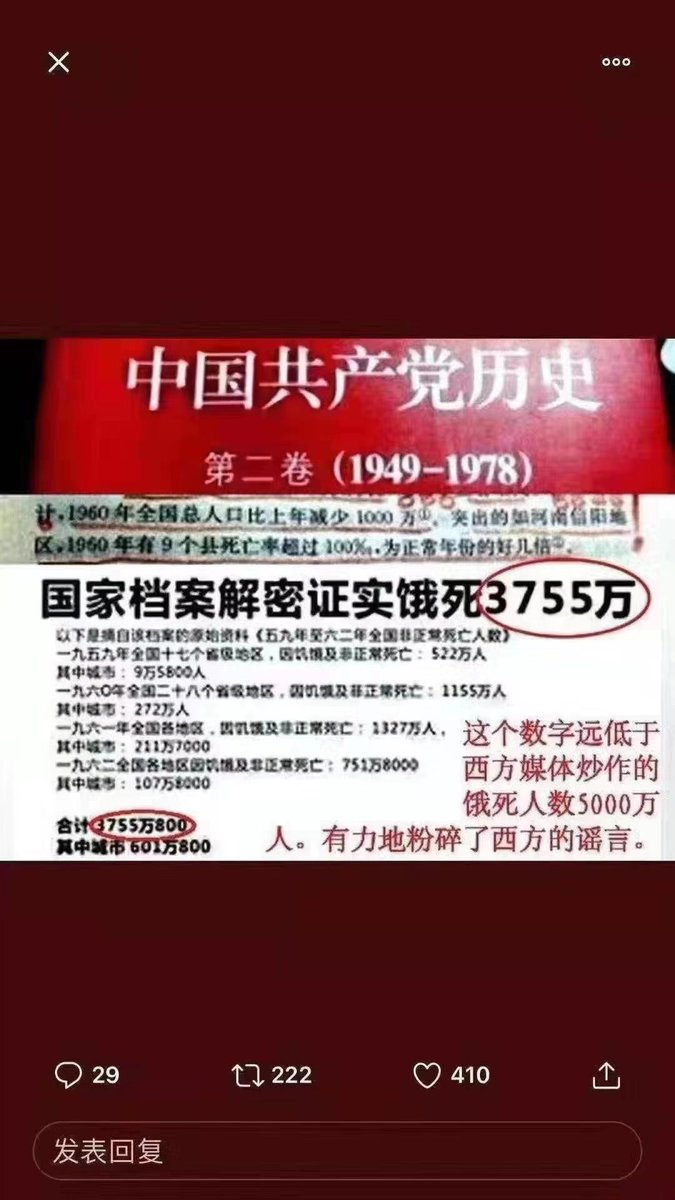 中国共产党历史
第二卷（1949-1978）
计，1960年全国总人口比上年减少1000万①。突出的如河南信阳地
区，1960年有9个县死亡率超过100‰，为正常年份的好几倍②。
国家档案解密证实饿死3755万
以下是摘自该档案的原始资料《五九年至六二年全国非正常死亡人数》
一九五九年全国十七个省级地区，因饥饿及非正常死亡：522万人
其中城市：9万5800人
一九六〇年全国二十八个省级地区，因饥饿及非正常死亡：1155万人
其中城市：272万人
一九六一年全国各地区，因饥饿及非正常死亡：1327万人，
其中城市：211万7000
一九六二全国各地区因饥饿及非正常死亡：751万8000
其中城市：107万8000
合计 3755万800
其中城市 601万800
这个数字远低于
西方媒体炒作的
饿死人数5000万
人。有力地粉碎了西方的谣言。
29
222
410
发表回复